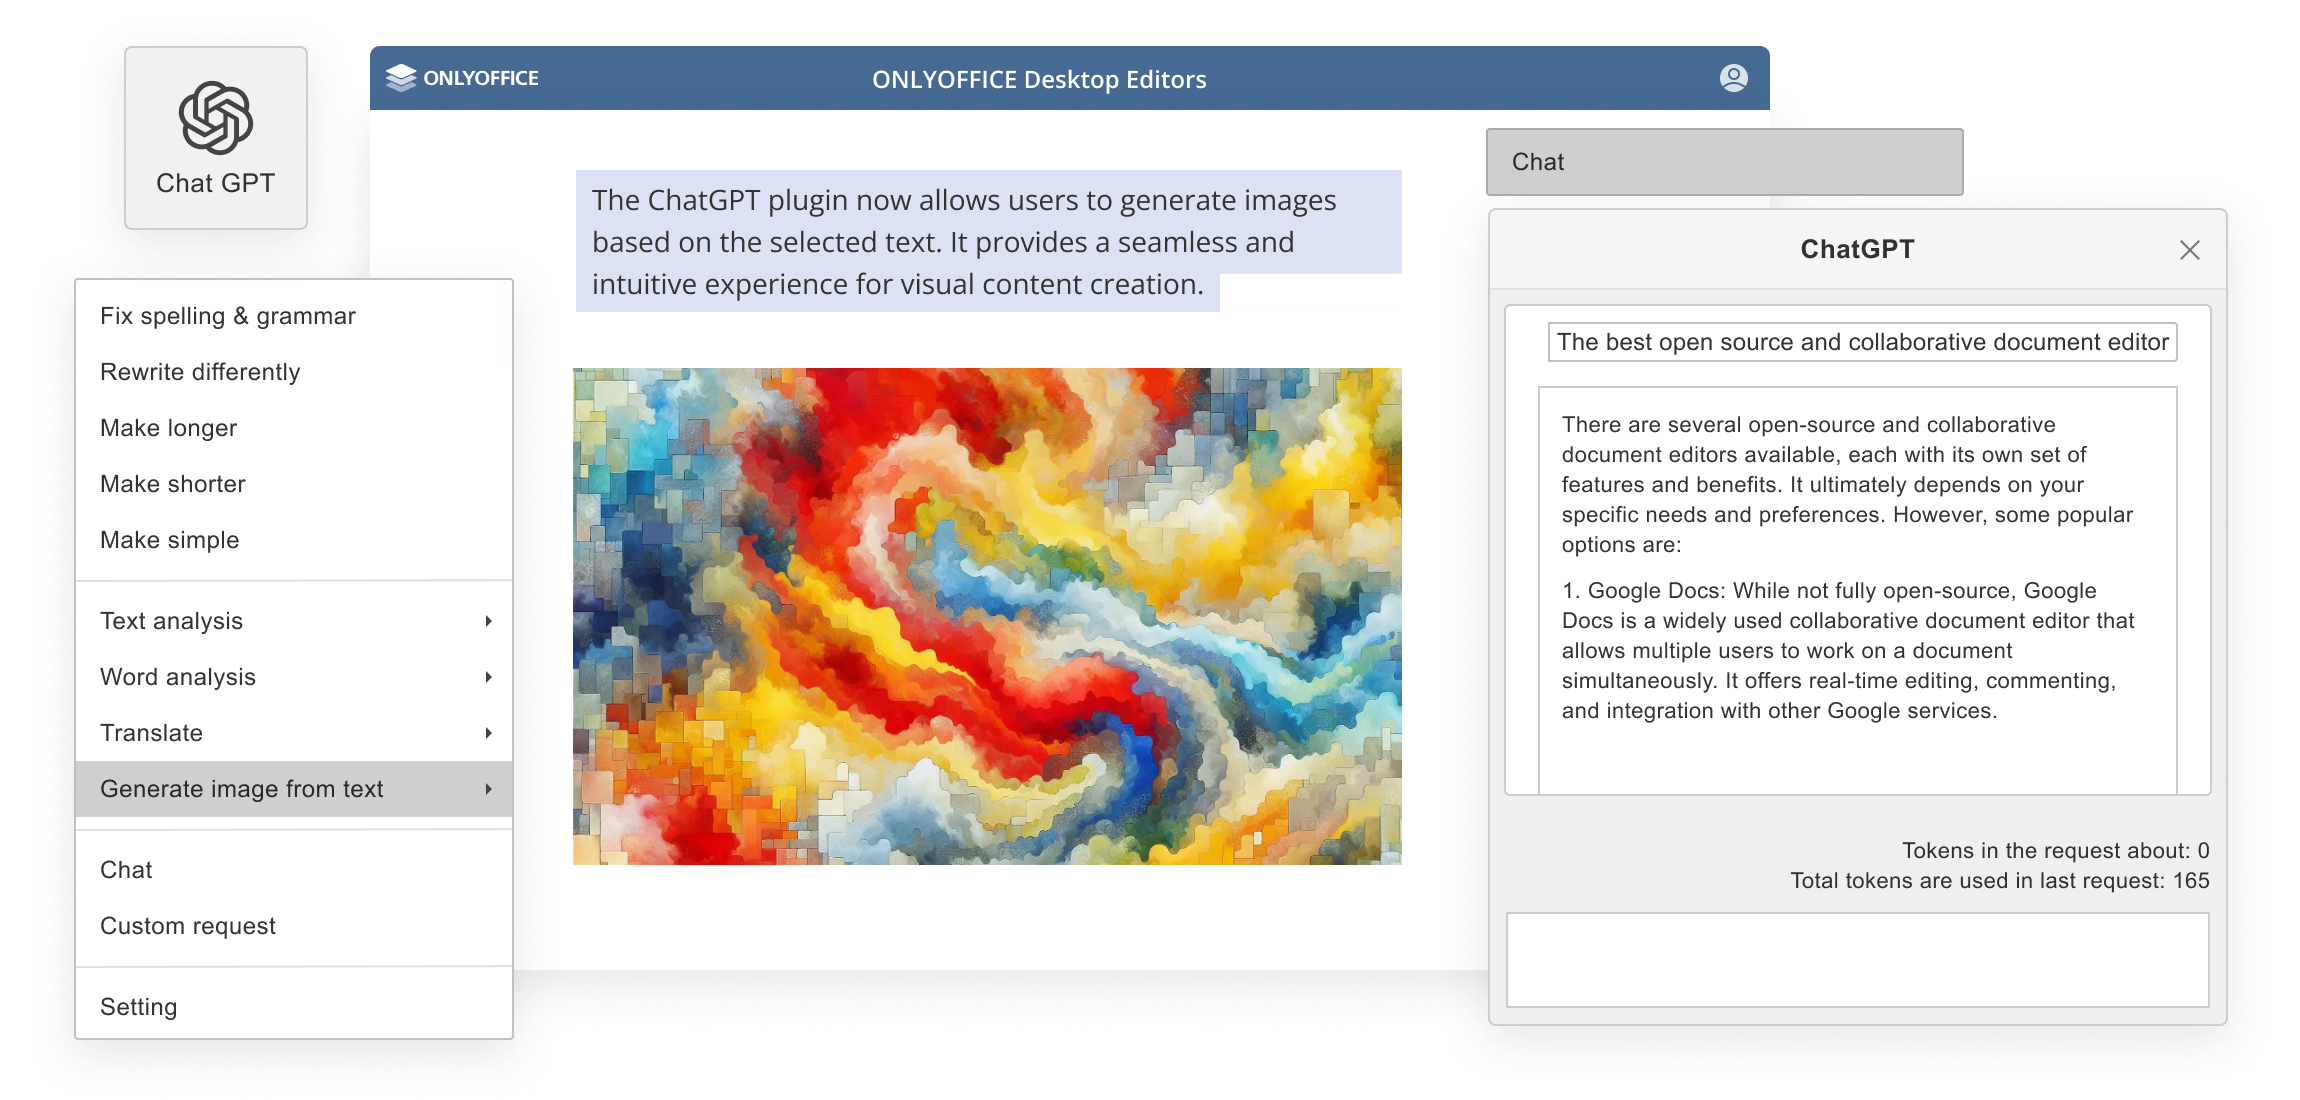 Chat GPT
ONLYOFFICE
ONLYOFFICE Desktop Editors
Fix spelling & grammar
Rewrite differently
Make longer
Make shorter
Make simple
Text analysis
Word analysis
Translate
Generate image from text
Chat
Custom request
Setting
The ChatGPT plugin now allows users to generate images
based on the selected text. It provides a seamless and
intuitive experience for visual content creation.
Chat
ChatGPT
The best open source and collaborative document editor
There are several open-source and collaborative
document editors available, each with its own set of
features and benefits. It ultimately depends on your
specific needs and preferences. However, some popular
options are:
1. Google Docs: While not fully open-source, Google
Docs is a widely used collaborative document editor that
allows multiple users to work on a document
simultaneously. It offers real-time editing, commenting,
and integration with other Google services.
Tokens in the request about: 0
Total tokens are used in last request: 165